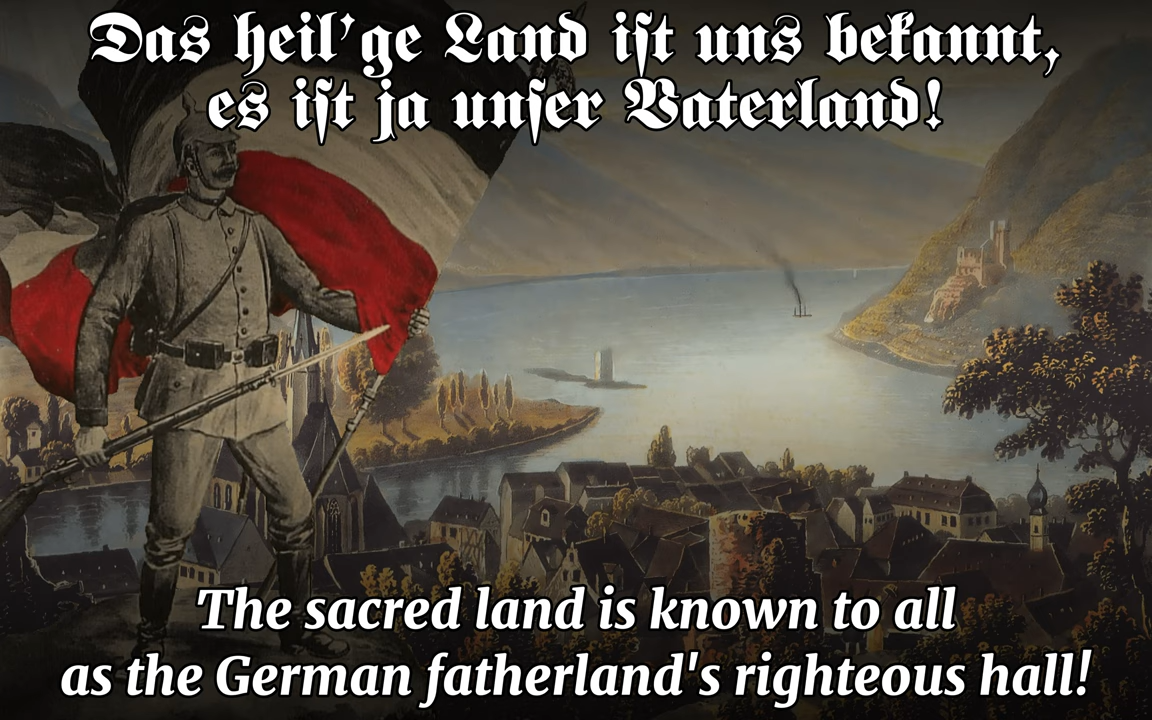 Das heil'ge Land ist uns bekannt,
es ist ja unser Vaterland!
The sacred land is known to all
as the German fatherland's righteous hall!